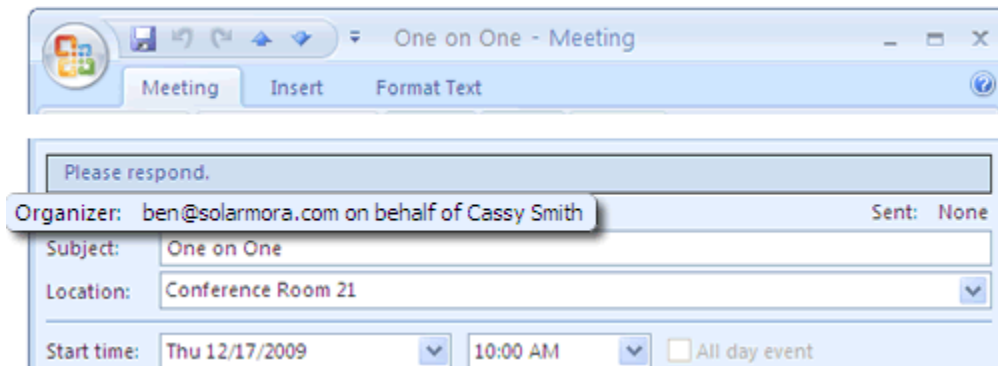 One on One - Meeting
Meeting Insert Format Text
Please respond.
Organizer: ben@solarmora.com on behalf of Cassy Smith Sent: None
Subject: One on One
Location: Conference Room 21
Start time: Thu 12/17/2009 10:00 AM All day event